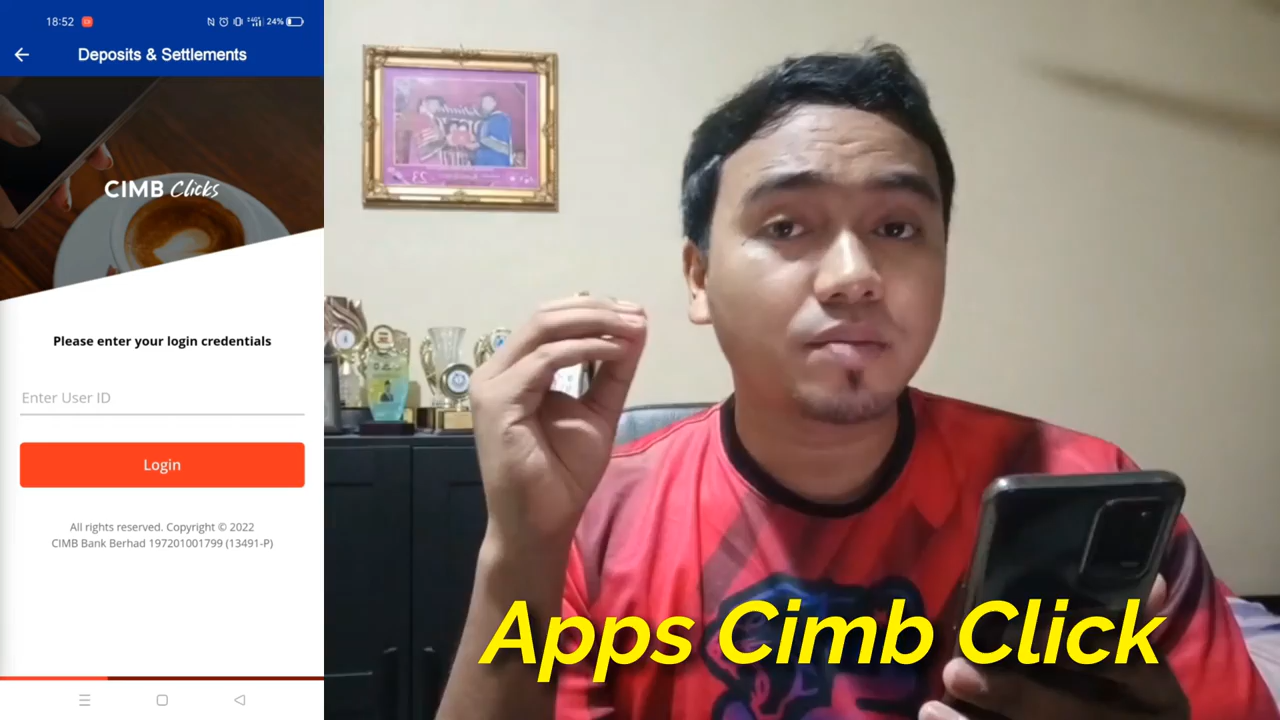 18:52
24%
Deposits & Settlements
CIMB Clicks
Please enter your login credentials
Enter User ID
Login
All rights reserved. Copyright © 2022
CIMB Bank Berhad 197201001799 (13491-P)
23
Apps Cimb Click